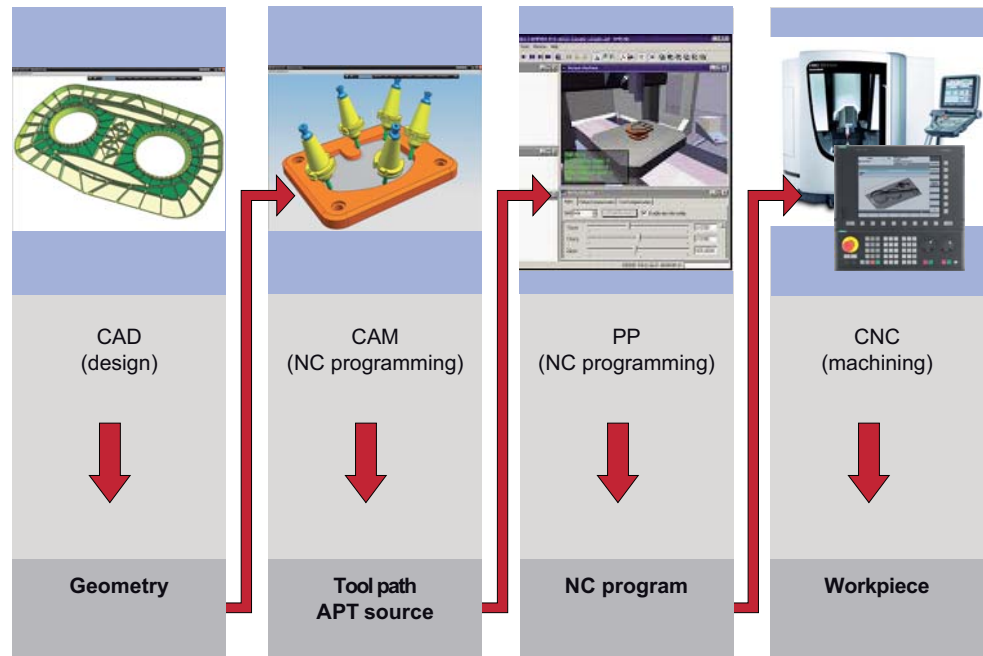 CAD
(design)
Geometry
CAM
(NC programming)
Tool path
APT source
PP
(NC programming)
NC program
CNC
(machining)
Workpiece